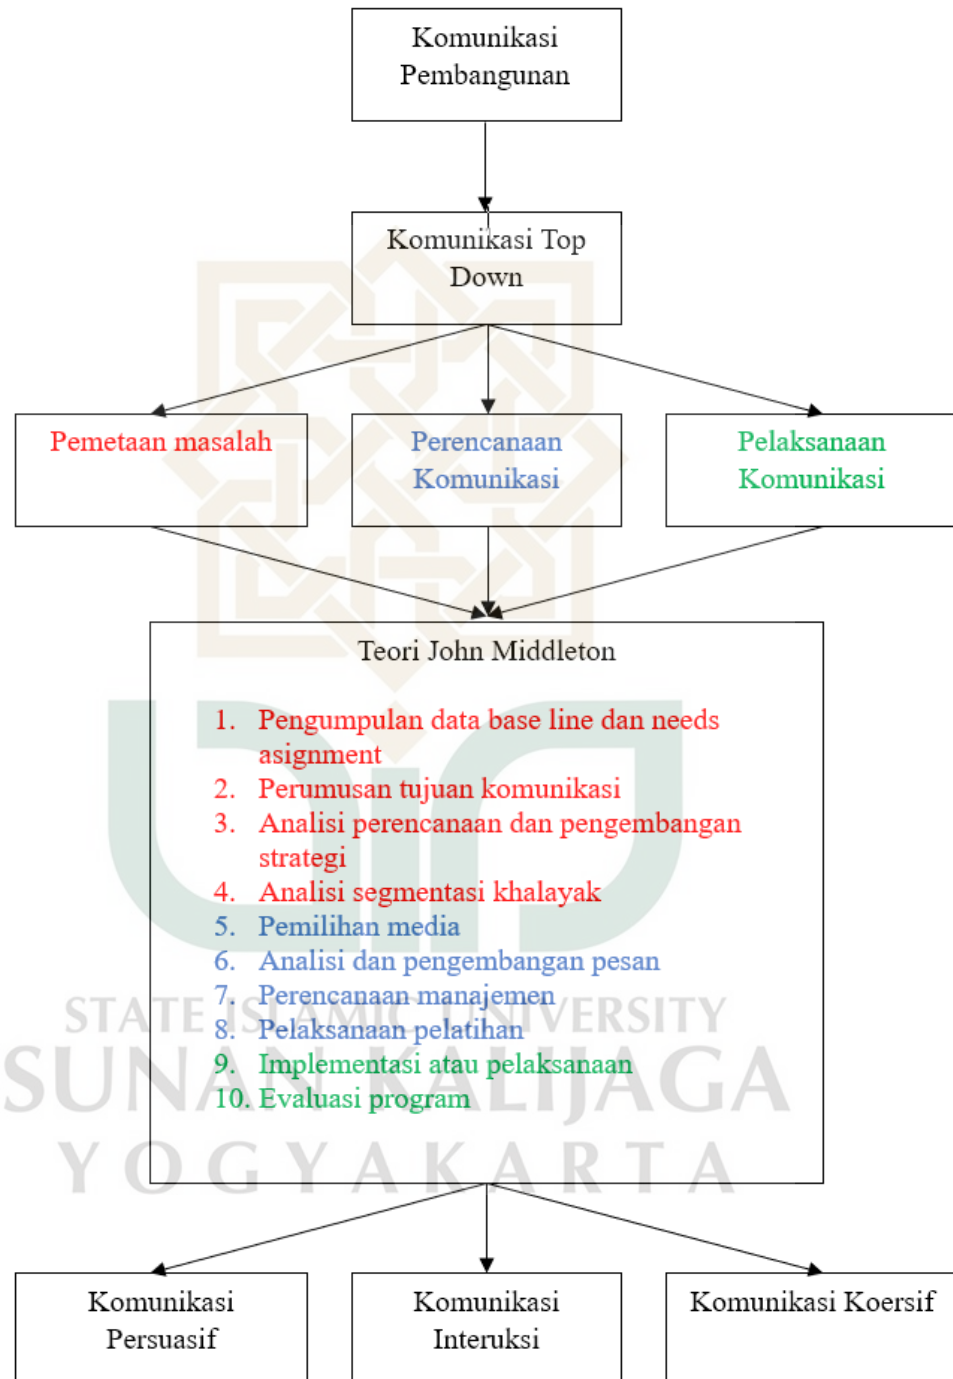 Komunikasi
Pembangunan
Komunikasi Top
Down
Pemetaan masalah
Perencanaan
Komunikasi
Pelaksanaan
Komunikasi
Teori John Middleton
1. Pengumpulan data base line dan needs
asignment
2. Perumusan tujuan komunikasi
3. Analisi perencanaan dan pengembangan
strategi
4. Analisi segmentasi khalayak
5. Pemilihan media
6. Analisi dan pengembangan pesan
7. Perencanaan manajemen
8. Pelaksanaan pelatihan
9. Implementasi atau pelaksanaan
10. Evaluasi program
STATE ISLAMIC UNIVERSITY
SUNAN KALIJAGA
YOGYAKARTA
Komunikasi
Persuasif
Komunikasi
Interuksi
Komunikasi Koersif